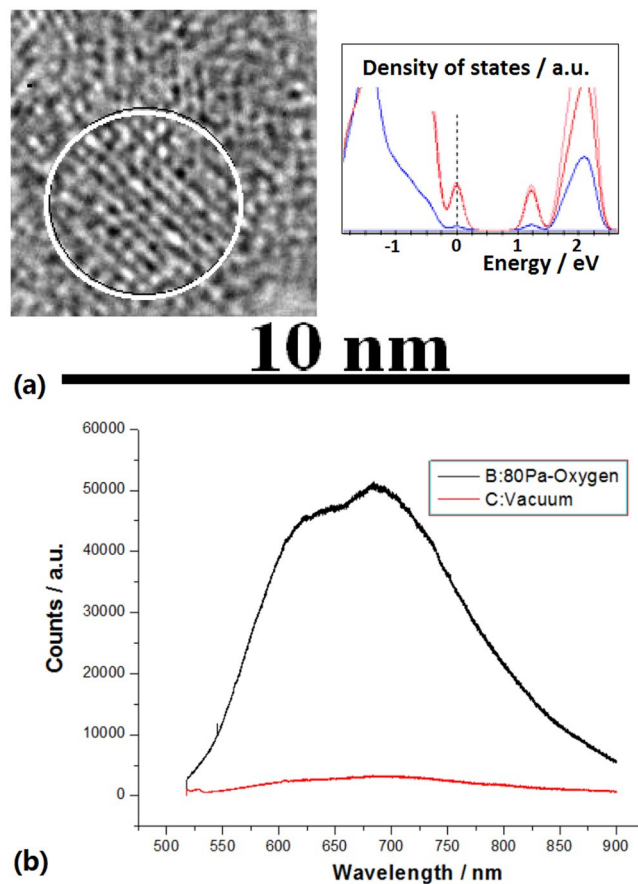 Density of states / a.u.
-1 0 1 2
Energy / eV
10 nm
(a)
60000
50000
40000
30000
20000
10000
0
Counts / a.u.
B:80Pa-Oxygen
C:Vacuum
500 550 600 650 700 750 800 850 900
Wavelength / nm
(b)